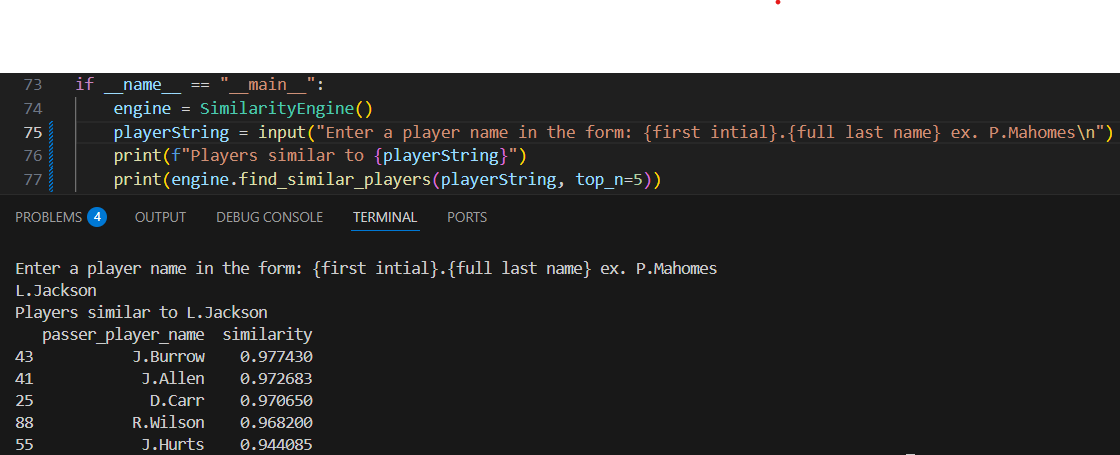 73 if __name__ == "__main__":
74 engine = SimilarityEngine()
75 playerString = input("Enter a player name in the form: {first intial}.{full last name} ex. P.Mahomes\n")
76 print(f"Players similar to {playerString}")
77 print(engine.find_similar_players(playerString, top_n=5))
PROBLEMS 4 OUTPUT DEBUG CONSOLE TERMINAL PORTS
Enter a player name in the form: {first intial}.{full last name} ex. P.Mahomes
L.Jackson
Players similar to L.Jackson
passer_player_name similarity
43 J.Burrow 0.977430
41 J.Allen 0.972683
25 D.Carr 0.970650
88 R.Wilson 0.968200
55 J.Hurts 0.944085